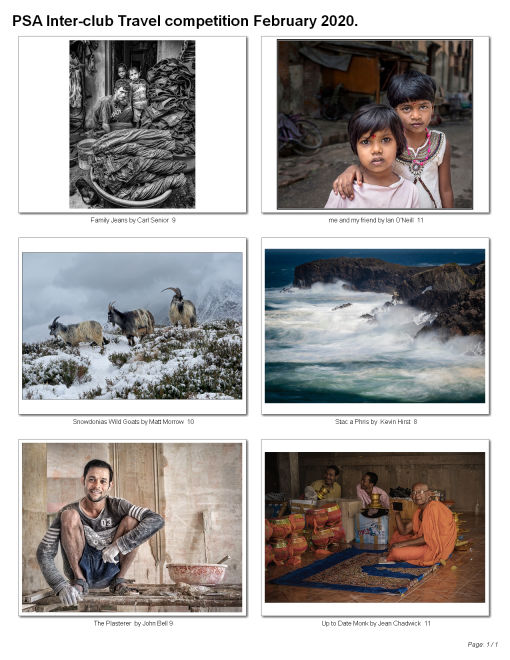 PSA Inter-club Travel competition February 2020.
Family Jeans by Carl Senior 9
me and my friend by Ian O'Neill 11
Snowdonias Wild Goats by Matt Morrow 10
Stac a Phris by Kevin Hirst 8
03
The Plasterer by John Bell 9
Up to Date Monk by Jean Chadwick 11
Page: 1 / 1